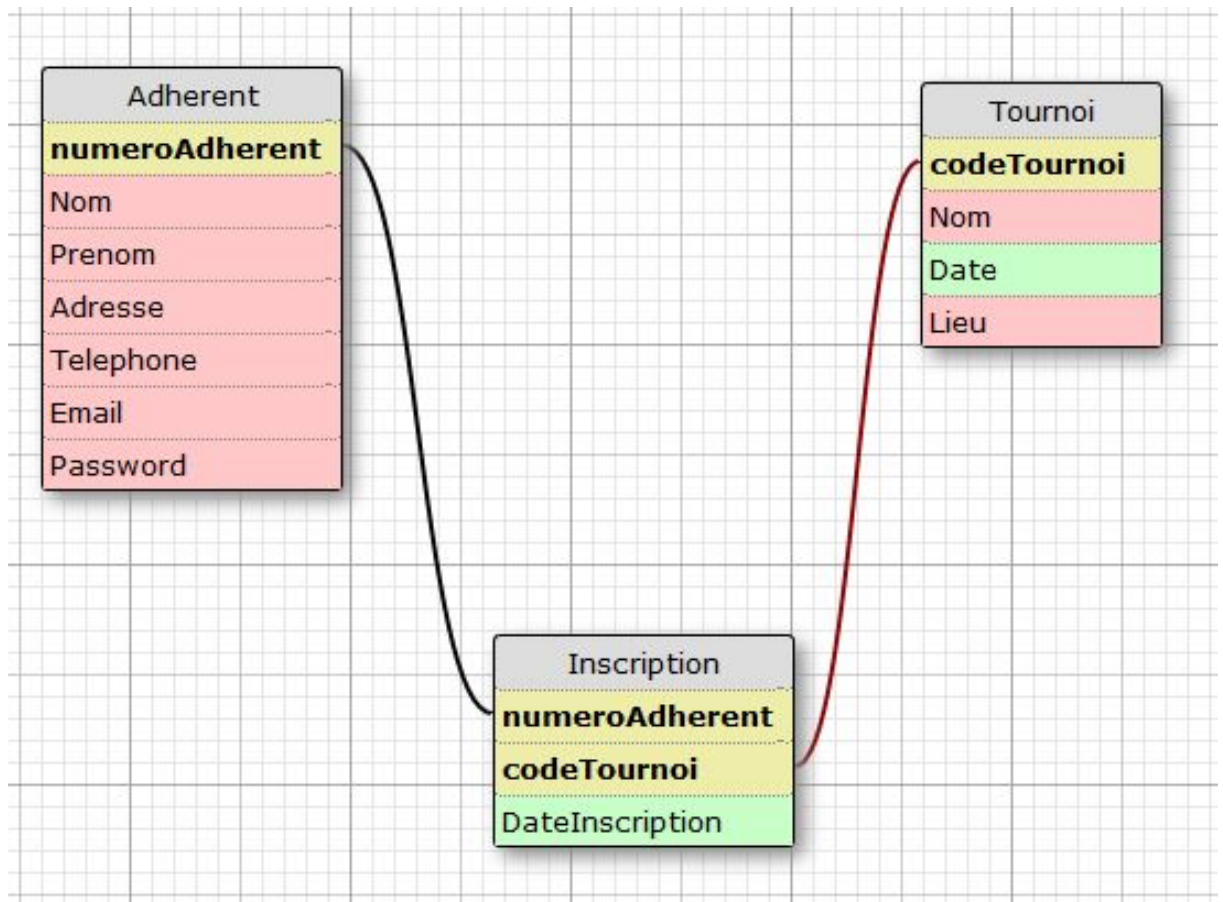 Adherent
numeroAdherent
Nom
Prenom
Adresse
Telephone
Email
Password
Tournoi
codeTournoi
Nom
Date
Lieu
Inscription
numeroAdherent
codeTournoi
DateInscription